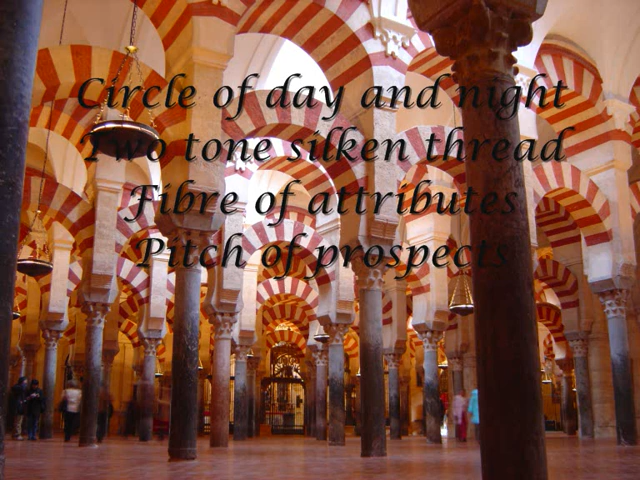 Circle of day and night
Two tone silken thread
Fibre of attributes
Pitch of prospects